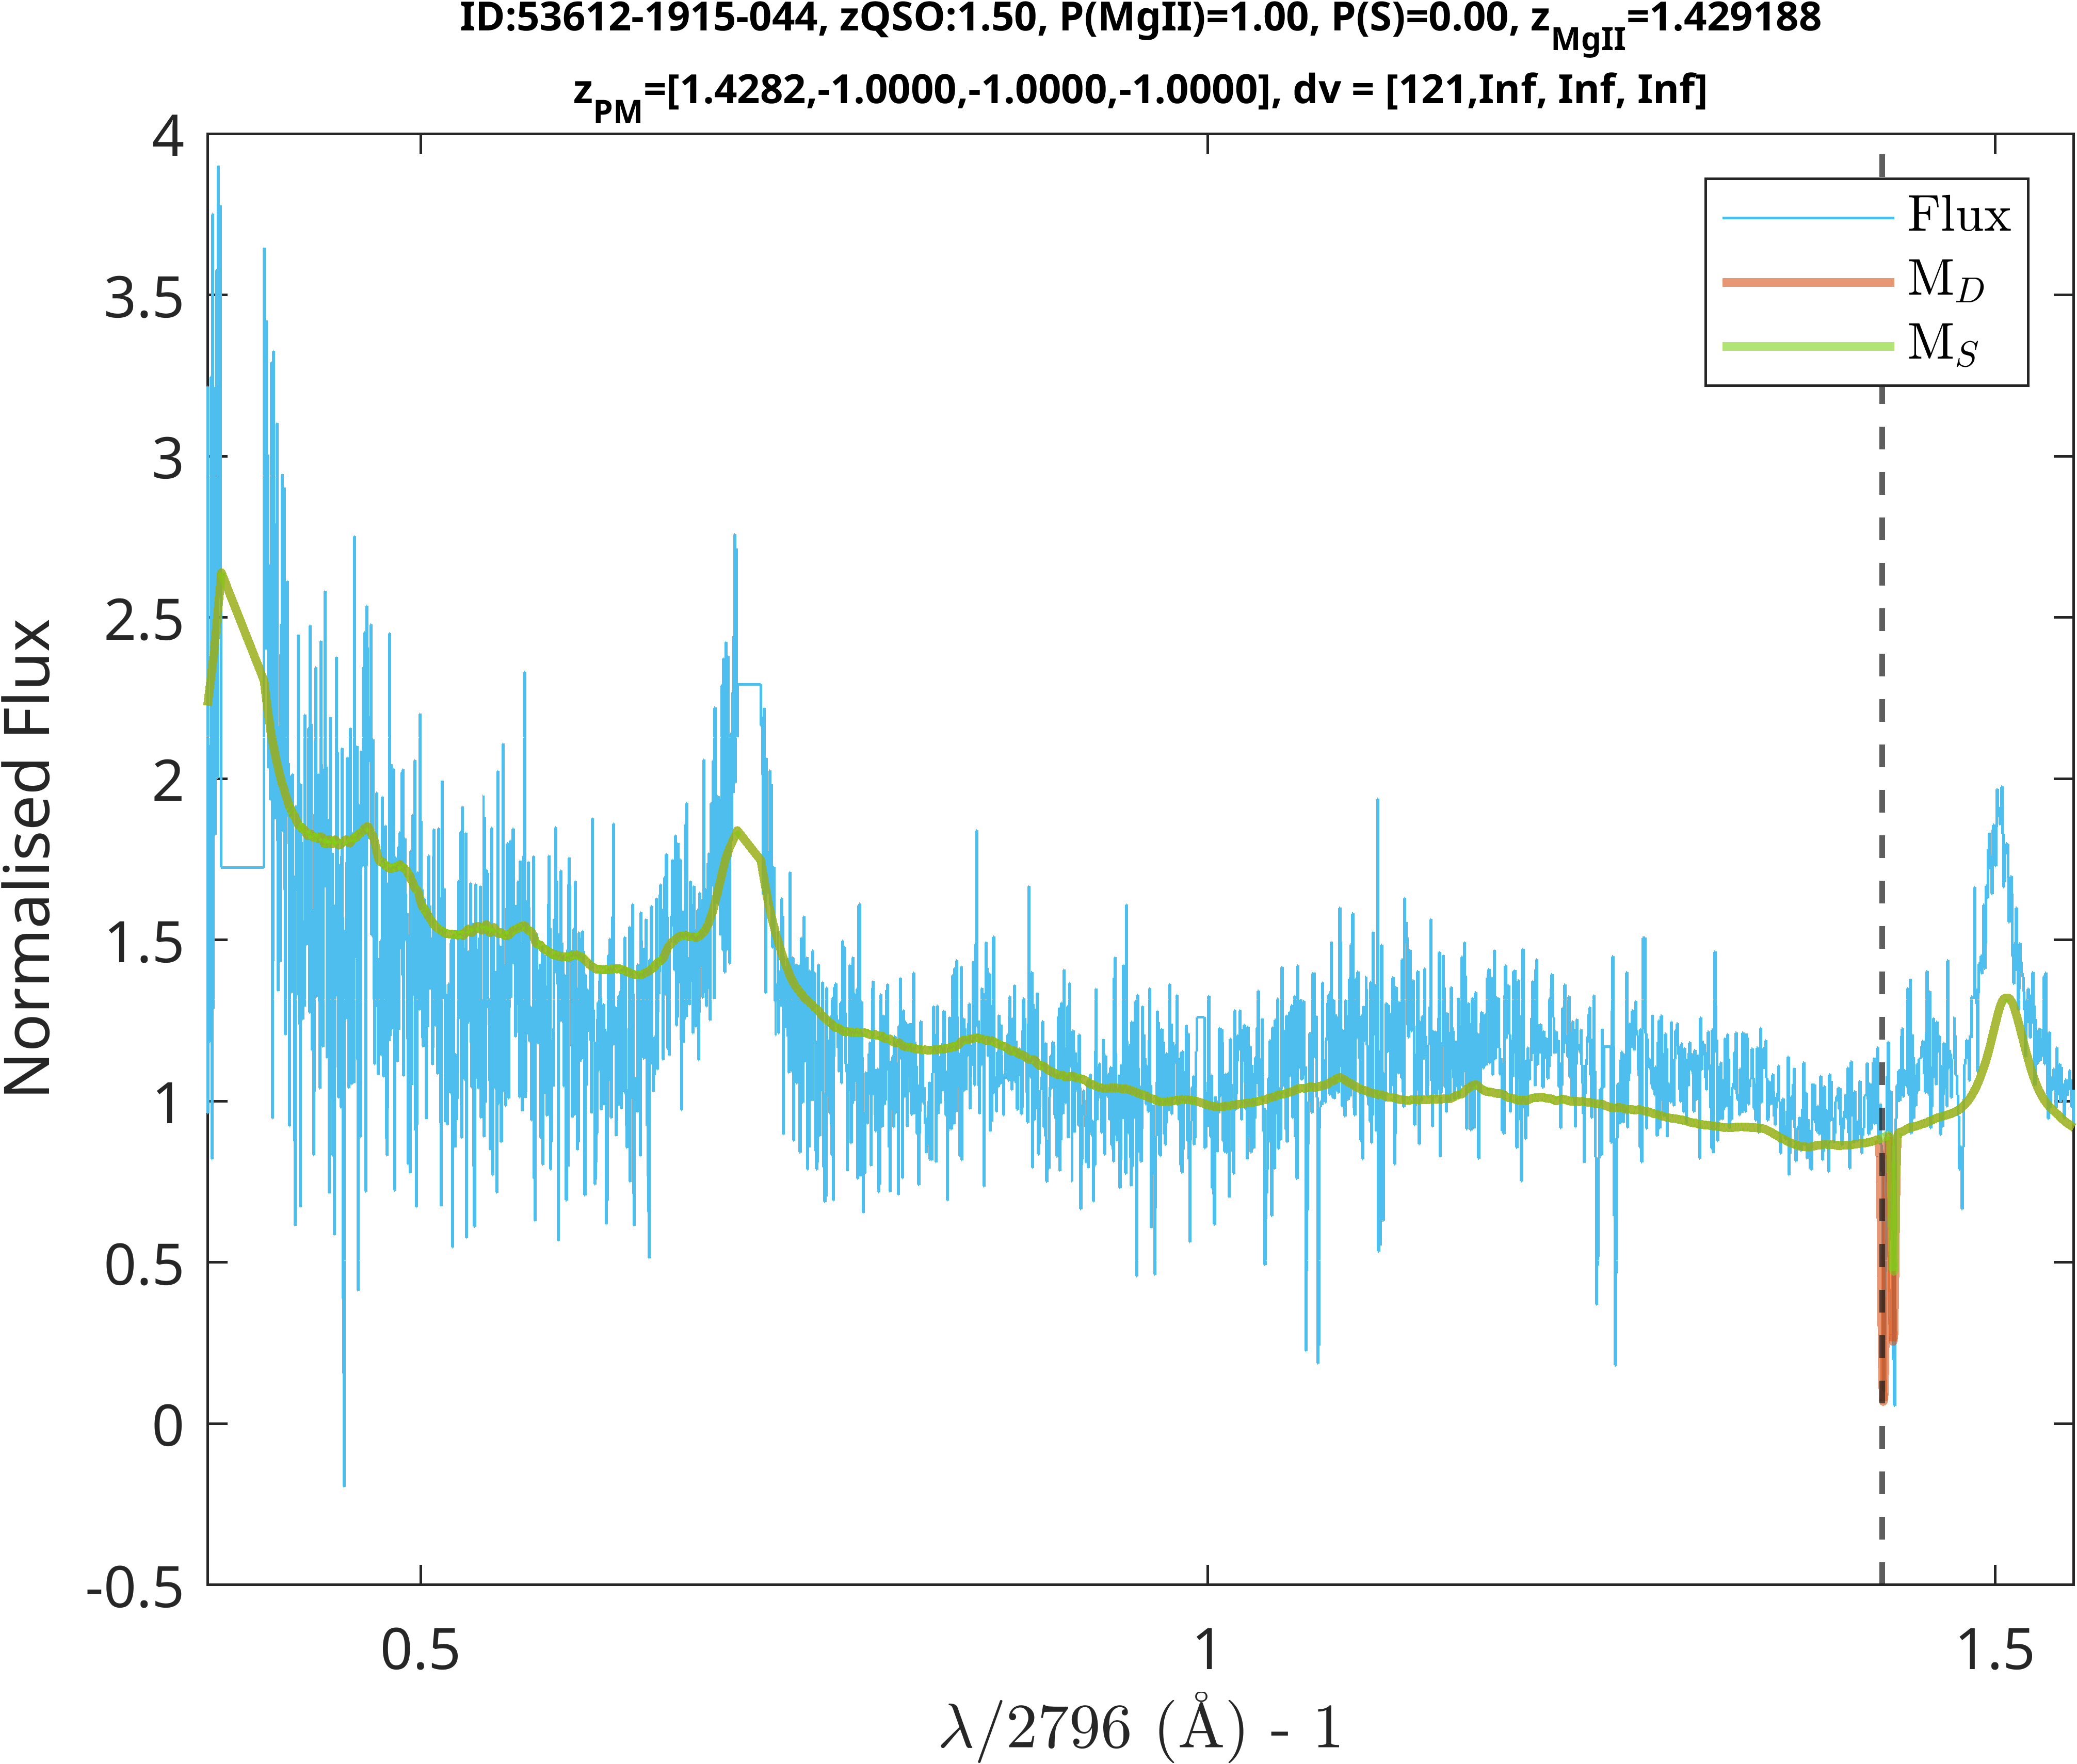 ID:53612-1915-044, zQSO:1.50, P(MgII)=1.00, P(S)=0.00, zMgII=1.429188
zPM=[1.4282,-1.0000,-1.0000,-1.0000], dv = [121,Inf, Inf, Inf]
4
3.5
3
2.5
2
1.5
1
0.5
0
-0.5
Normalised Flux
Flux
MD
MS
0.5
1
1.5
λ/2796 (Å) - 1